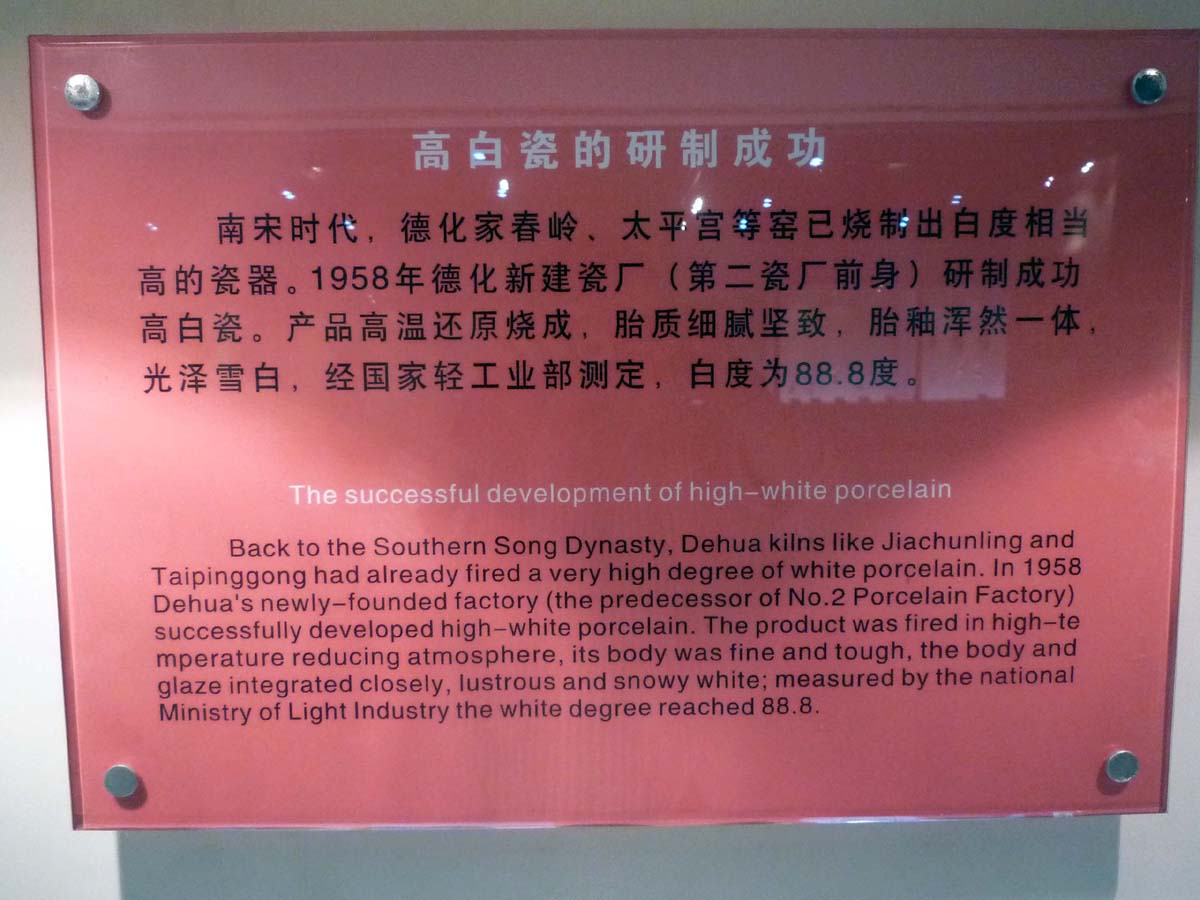 高白瓷的研制成功
南宋时代，德化家春岭、太平宫等窑已烧制出白度相当
高的瓷器。1958年德化新建瓷厂（第二瓷厂前身）研制成功
高白瓷。产品高温还原烧成，胎质细腻坚致，胎釉浑然一体，
光泽雪白，经国家轻工业部测定，白度为88.8度。
The successful development of high-white porcelain
Back to the Southern Song Dynasty, Dehua kilns like Jiachunling and
Taipinggong had already fired a very high degree of white porcelain. In 1958
Dehua's newly-founded factory (the predecessor of No.2 Porcelain Factory)
successfully developed high-white porcelain. The product was fired in high-te
mperature reducing atmosphere, its body was fine and tough, the body and
glaze integrated closely, lustrous and snowy white; measured by the national
Ministry of Light Industry the white degree reached 88.8.